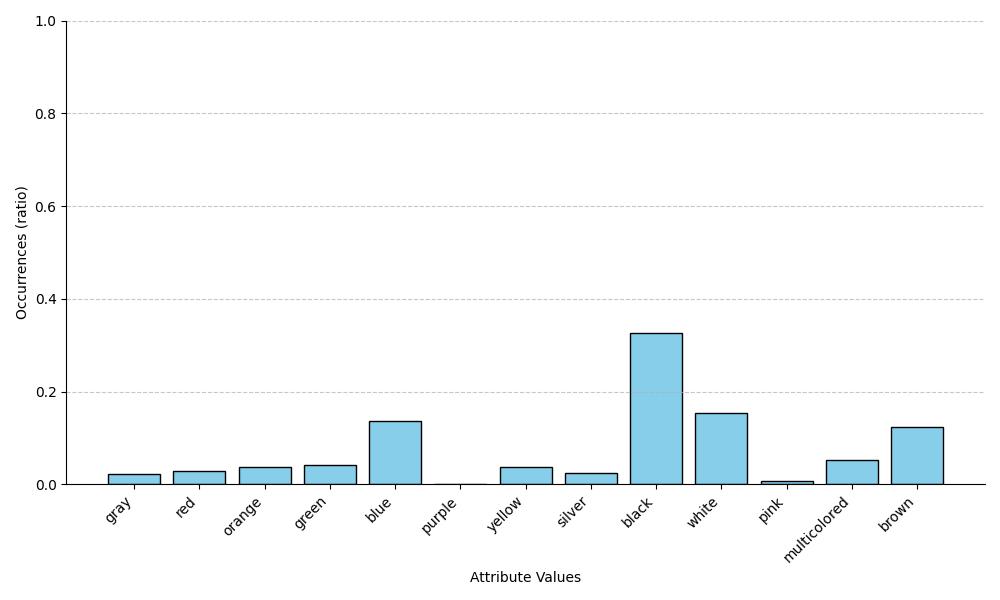 1.0
0.8
0.6
0.4
0.2
0.0
Occurrences (ratio)
gray
red
orange
green
blue
purple
yellow
silver
black
white
pink
multicolored
brown
Attribute Values